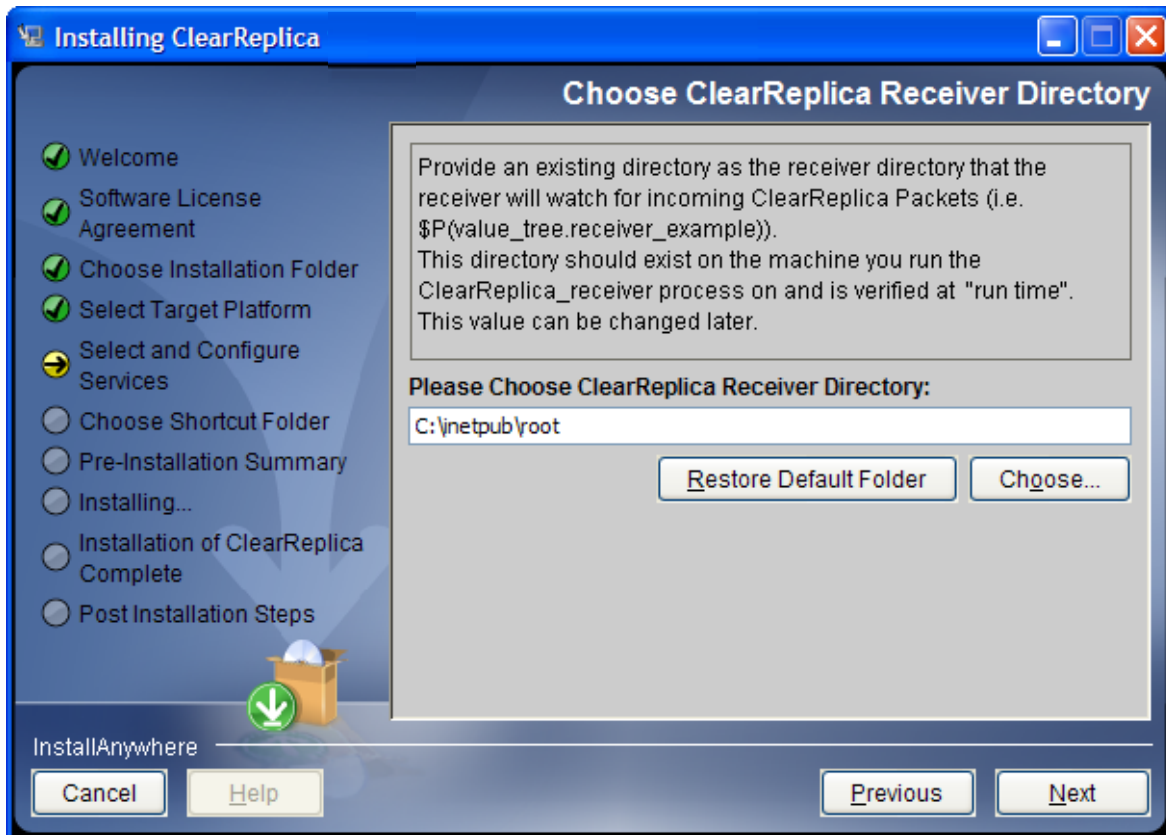 Installing ClearReplica
Choose ClearReplica Receiver Directory
Welcome
Software License
Agreement
Choose Installation Folder
Select Target Platform
Select and Configure
Services
Choose Shortcut Folder
Pre-Installation Summary
Installing...
Installation of ClearReplica
Complete
Post Installation Steps
Provide an existing directory as the receiver directory that the
receiver will watch for incoming ClearReplica Packets (i.e.
$P(value_tree.receiver_example)).
This directory should exist on the machine you run the
ClearReplica_receiver process on and is verified at "run time".
This value can be changed later.
Please Choose ClearReplica Receiver Directory:
C:\inetpub\root
Restore Default Folder
Choose...
InstallAnywhere
Cancel
Help
Previous
Next